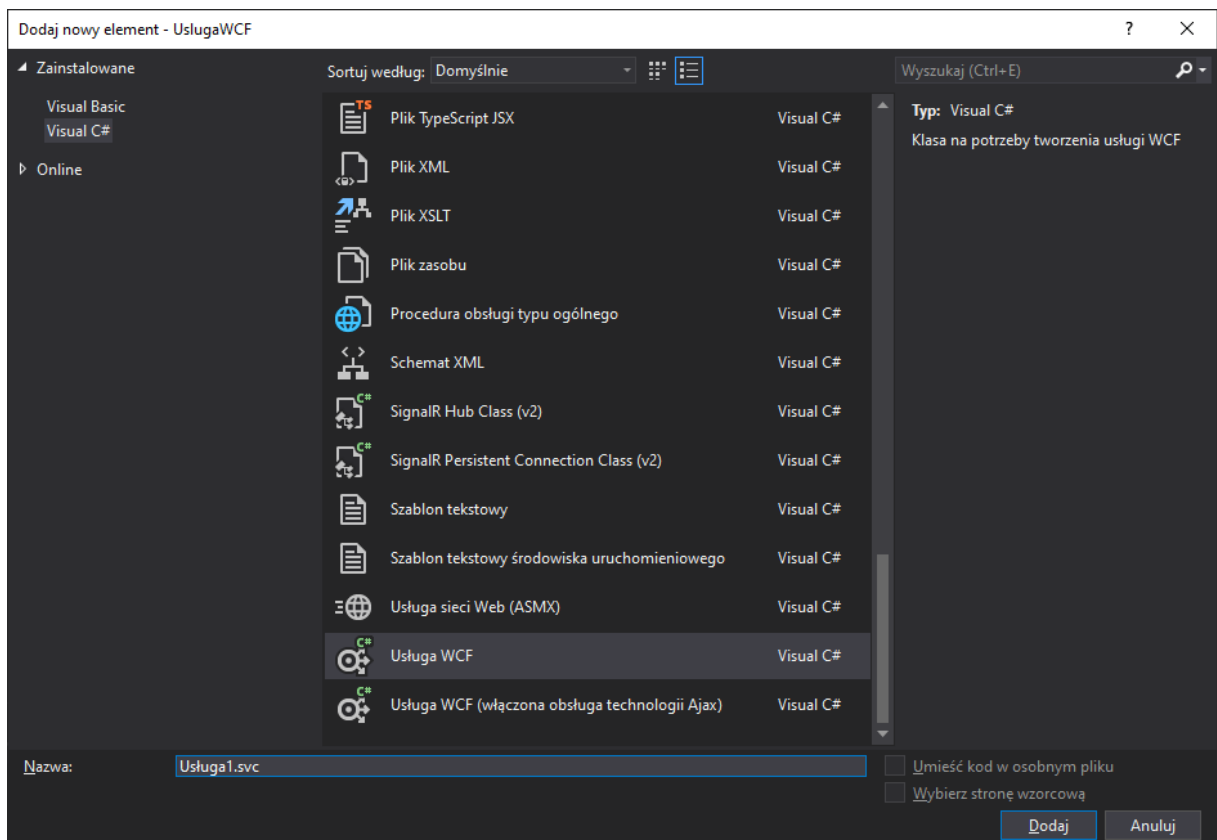 Dodaj nowy element - UslugaWCF
?
Zainstalowane
Visual Basic
Visual C#
Online
Sortuj według: Domyślnie
Wyszukaj (Ctrl+E)
TS Plik TypeScript JSX Visual C#
Plik XML Visual C#
Plik XSLT Visual C#
Plik zasobu Visual C#
Procedura obsługi typu ogólnego Visual C#
Schemat XML Visual C#
C# SignalR Hub Class (v2) Visual C#
C# SignalR Persistent Connection Class (v2) Visual C#
Szablon tekstowy Visual C#
Szablon tekstowy środowiska uruchomieniowego Visual C#
Usługa sieci Web (ASMX) Visual C#
C# Usługa WCF Visual C#
C# Usługa WCF (włączona obsługa technologii Ajax) Visual C#
Typ: Visual C#
Klasa na potrzeby tworzenia usługi WCF
Nazwa: Usługa1.svc
Umieść kod w osobnym pliku
Wybierz stronę wzorcową
Dodaj Anuluj